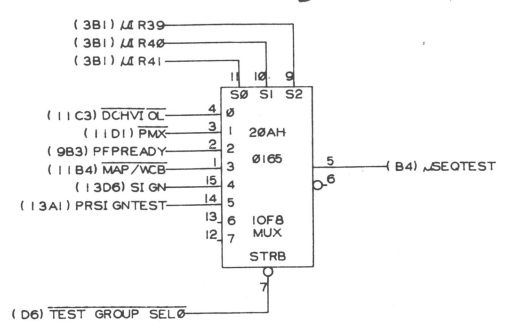 (3B1) μIR39
(3B1) μIR40
(3B1) μIR41
11 10 9
S0 S1 S2
(11C3) DCHVIOL 4 0
(11D1) PMX 3 1 20AH
(9B3) PFPREADY 2 2 0165
(11B4) MAP/WCB 1 3 5 (B4) μSEQTEST
(13D6) SIGN 15 4 6
(13A1) PRSIGNTEST 14 5
13 6 1OF8
12 7 MUX
STRB
7
(D6) TEST GROUP SEL0